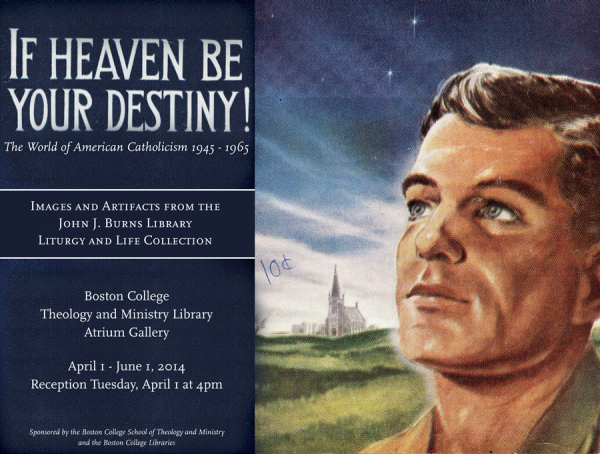 IF HEAVEN BE
YOUR DESTINY!
The World of American Catholicism 1945 - 1965
IMAGES AND ARTIFACTS FROM THE
JOHN J. BURNS LIBRARY
LITURGY AND LIFE COLLECTION
Boston College
Theology and Ministry Library
Atrium Gallery
April 1 - June 1, 2014
Reception Tuesday, April 1 at 4pm
Sponsored by the Boston College School of Theology and Ministry
and the Boston College Libraries
10¢